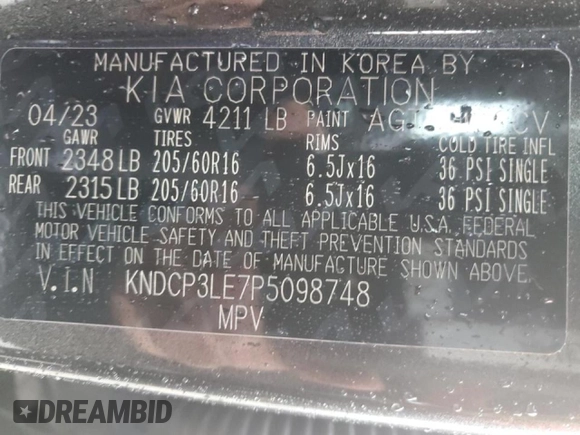 MANUFACTURED IN KOREA BY
KIA CORPORATION
04/23 GVWR 4211 LB PAINT
GAWR TIRES RIMS COLD TIRE INFL
FRONT 2348 LB 205/60R16 6.5Jx16 36 PSI SINGLE
REAR 2315 LB 205/60R16 6.5Jx16 36 PSI SINGLE
THIS VEHICLE CONFORMS TO ALL APPLICABLE U.S.A. FEDERAL
MOTOR VEHICLE SAFETY AND THEFT PREVENTION STANDARDS
IN EFFECT ON THE DATE OF MANUFACTURE SHOWN ABOVE.
V.I.N KNDCP3LE7P5098748
MPV
DREAMBID